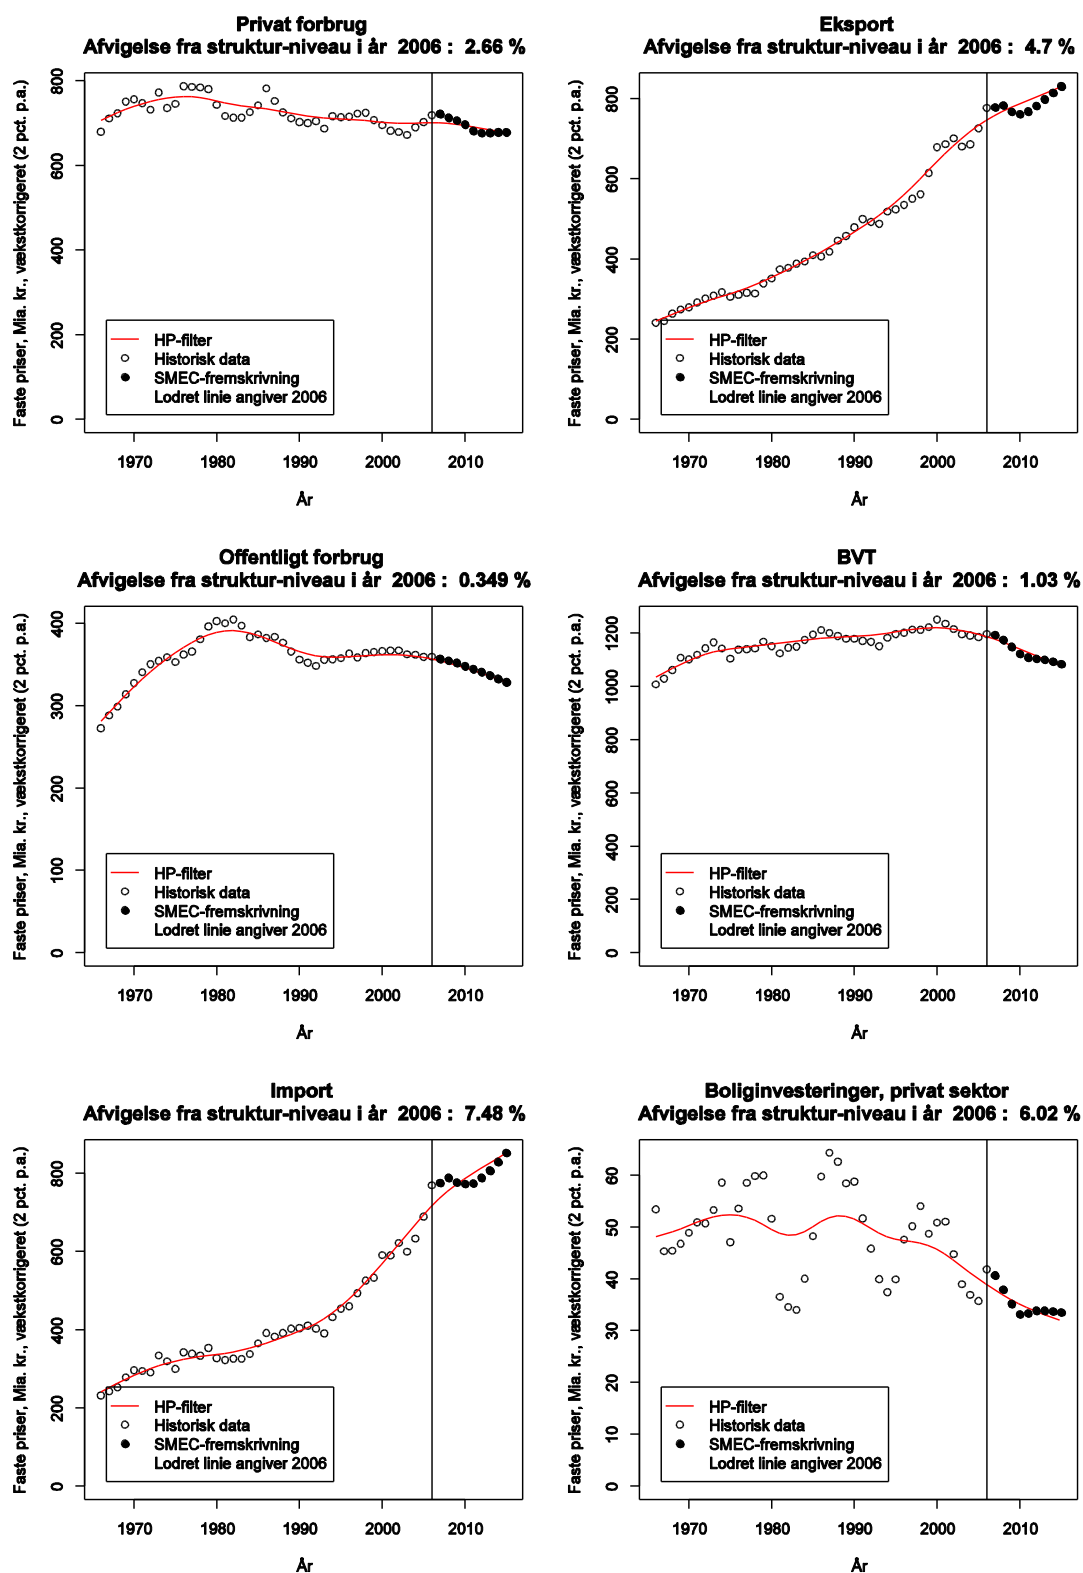 Privat forbrug
Afvigelse fra struktur-niveau i år 2006 : 2.66 %
Faste priser, Mia. kr., vækstkorrigeret (2 pct. p.a.)
800
600
400
200
0
HP-filter
Historisk data
SMEC-fremskrivning
Lodret linie angiver 2006
1970 1980 1990 2000 2010
År
Eksport
Afvigelse fra struktur-niveau i år 2006 : 4.7 %
Faste priser, Mia. kr., vækstkorrigeret (2 pct. p.a.)
800
600
400
200
0
HP-filter
Historisk data
SMEC-fremskrivning
Lodret linie angiver 2006
1970 1980 1990 2000 2010
År
Offentligt forbrug
Afvigelse fra struktur-niveau i år 2006 : 0.349 %
Faste priser, Mia. kr., vækstkorrigeret (2 pct. p.a.)
400
300
200
100
0
HP-filter
Historisk data
SMEC-fremskrivning
Lodret linie angiver 2006
1970 1980 1990 2000 2010
År
BVT
Afvigelse fra struktur-niveau i år 2006 : 1.03 %
Faste priser, Mia. kr., vækstkorrigeret (2 pct. p.a.)
1200
1000
800
600
400
200
0
HP-filter
Historisk data
SMEC-fremskrivning
Lodret linie angiver 2006
1970 1980 1990 2000 2010
År
Import
Afvigelse fra struktur-niveau i år 2006 : 7.48 %
Faste priser, Mia. kr., vækstkorrigeret (2 pct. p.a.)
800
600
400
200
0
HP-filter
Historisk data
SMEC-fremskrivning
Lodret linie angiver 2006
1970 1980 1990 2000 2010
År
Boliginvesteringer, privat sektor
Afvigelse fra struktur-niveau i år 2006 : 6.02 %
Faste priser, Mia. kr., vækstkorrigeret (2 pct. p.a.)
60
50
40
30
20
10
0
HP-filter
Historisk data
SMEC-fremskrivning
Lodret linie angiver 2006
1970 1980 1990 2000 2010
År